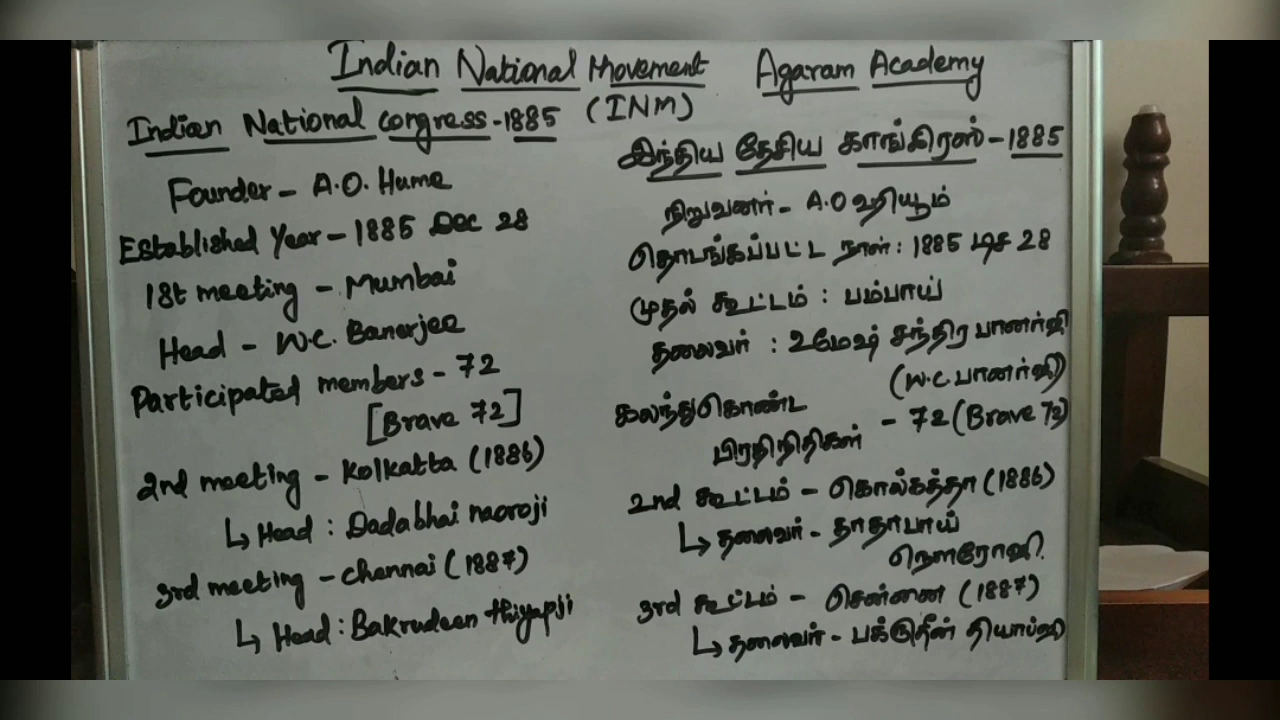 Indian National Movement Agaram Academy
(INM)
Indian National congress - 1885
Founder - A.O. Hume
Established Year - 1885 Dec 28
1st meeting - Mumbai
Head - W.C. Banerjee
Participated members - 72
[Brave 72]
2nd meeting - Kolkatta (1886)
↳ Head : Dadabhai naoroji
3rd meeting - chennai (1887)
↳ Head : Bakrudeen thiyapji
இந்திய தேசிய காங்கிரஸ் - 1885
நிறுவனர் - A.O ஹியூம்
தொடங்கப்பட்ட நாள் : 1885 டிச 28
முதல் கூட்டம் : பம்பாய்
தலைவர் : உமேஷ் சந்திர பானர்ஜி
(W.C. பானர்ஜி)
கலந்துகொண்ட
பிரதிநிதிகள் - 72 (Brave 72)
2nd கூட்டம் - கொல்கத்தா (1886)
↳ தலைவர் - தாதாபாய்
நௌரோஜி.
3rd கூட்டம் - சென்னை (1887)
↳ தலைவர் - பக்ருதீன் தியாப்ஜி